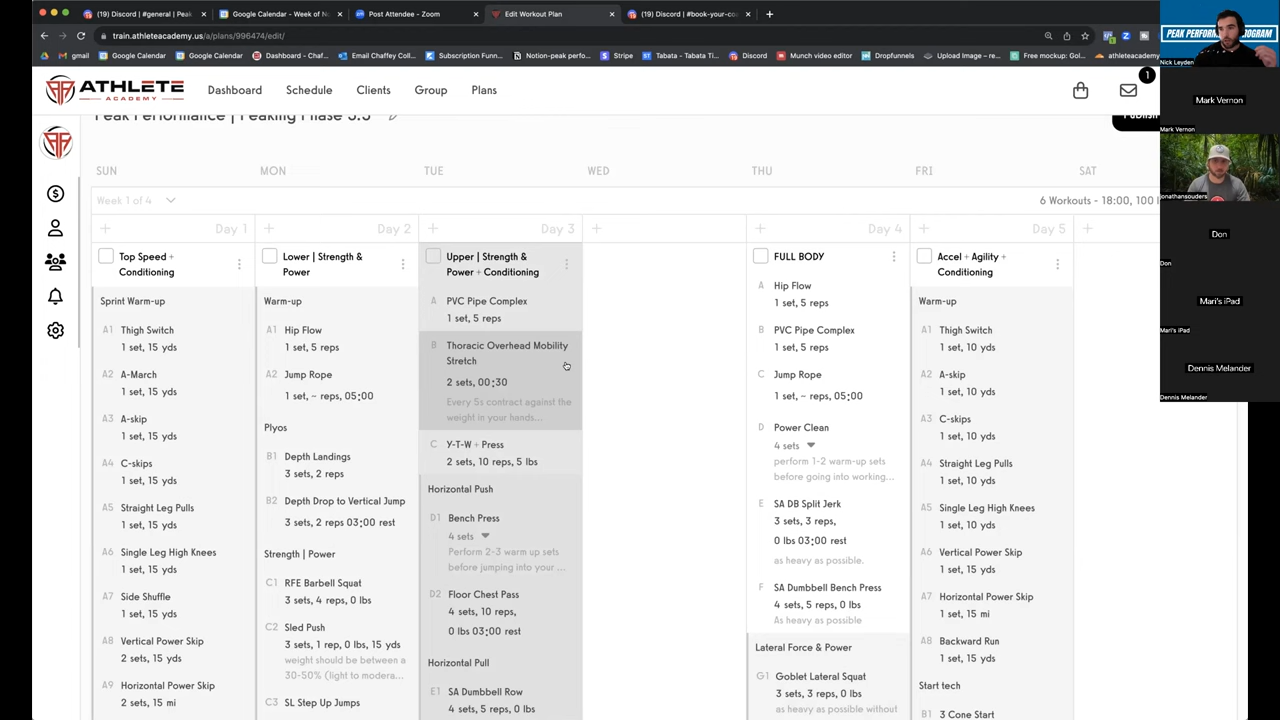 (19) Discord | #general | Peak
Google Calendar - Week of N
Post Attendee - Zoom
Edit Workout Plan
(19) Discord | #book-your-co
train.athleteacademy.us/a/plans/996474/edit/
gmail
Google Calendar
Google Calendar
Dashboard - Chaf...
Email Chaffey Coll...
Subscription Funn...
Notion-peak perfo...
Stripe
Tabata - Tabata Ti...
Discord
Munch video editor
Dropfunnels
Upload Image – re...
Free mockup: Gol...
athleteacademy
ATHLETE
ACADEMY
Dashboard
Schedule
Clients
Group
Plans
1
Peak Performance | Peaking Phase 3.3
Publish
SUN
MON
TUE
WED
THU
FRI
SAT
Week 1 of 4
6 Workouts - 18:00, 100 l
Day 1
Day 2
Day 3
Day 4
Day 5
Top Speed +
Conditioning
Sprint Warm-up
A1 Thigh Switch
1 set, 15 yds
A2 A-March
1 set, 15 yds
A3 A-skip
1 set, 15 yds
A4 C-skips
1 set, 15 yds
A5 Straight Leg Pulls
1 set, 15 yds
A6 Single Leg High Knees
1 set, 15 yds
A7 Side Shuffle
1 set, 15 yds
A8 Vertical Power Skip
2 sets, 15 yds
A9 Horizontal Power Skip
2 sets, 15 mi
Lower | Strength &
Power
Warm-up
A1 Hip Flow
1 set, 5 reps
A2 Jump Rope
1 set, – reps, 05:00
Plyos
B1 Depth Landings
3 sets, 2 reps
B2 Depth Drop to Vertical Jump
3 sets, 2 reps 03:00 rest
Strength | Power
C1 RFE Barbell Squat
3 sets, 4 reps, 0 lbs
C2 Sled Push
3 sets, 1 rep, 0 lbs, 15 yds
weight should be between a
30-50% (light to modera...
C3 SL Step Up Jumps
Upper | Strength &
Power + Conditioning
A PVC Pipe Complex
1 set, 5 reps
B Thoracic Overhead Mobility
Stretch
2 sets, 00:30
Every 5s contract against the
weight in your hands...
C Y-T-W + Press
2 sets, 10 reps, 5 lbs
Horizontal Push
D1 Bench Press
4 sets
Perform 2-3 warm up sets
before jumping into your ...
D2 Floor Chest Pass
4 sets, 10 reps,
0 lbs 03:00 rest
Horizontal Pull
E1 SA Dumbbell Row
4 sets, 5 reps, 0 lbs
FULL BODY
A Hip Flow
1 set, 5 reps
B PVC Pipe Complex
1 set, 5 reps
C Jump Rope
1 set, – reps, 05:00
D Power Clean
4 sets
perform 1-2 warm-up sets
before going into working...
E SA DB Split Jerk
3 sets, 3 reps,
0 lbs 03:00 rest
as heavy as possible.
F SA Dumbbell Bench Press
4 sets, 5 reps, 0 lbs
As heavy as possible
Lateral Force & Power
G1 Goblet Lateral Squat
3 sets, 3 reps, 0 lbs
as heavy as possible without
Accel + Agility +
Conditioning
Warm-up
A1 Thigh Switch
1 set, 10 yds
A2 A-skip
1 set, 10 yds
A3 C-skips
1 set, 10 yds
A4 Straight Leg Pulls
1 set, 10 yds
A5 Single Leg High Knees
1 set, 10 yds
A6 Vertical Power Skip
1 set, 15 yds
A7 Horizontal Power Skip
1 set, 15 mi
A8 Backward Run
1 set, 15 yds
Start tech
B1 3 Cone Start
PEAK PERFORM
OGRAM
Nick Leyden
Mark Vernon
Mark Vernon
jonathansouders
Don
Don
Mari's iPad
Mari's iPad
Dennis Melander
Dennis Melander